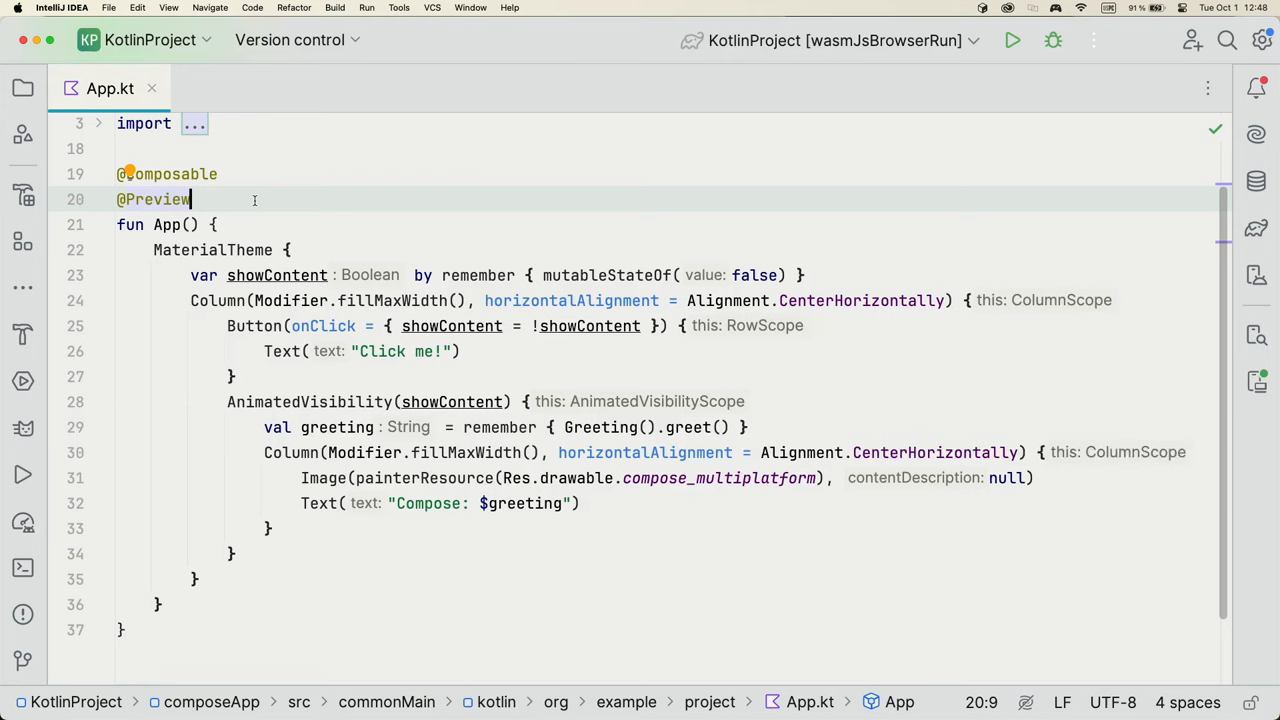 IntelliJ IDEA File Edit View Navigate Code Refactor Build Run Tools VCS Window Help 91 % Tue Oct 1 12:48
KP KotlinProject Version control KotlinProject [wasmJsBrowserRun]
App.kt
3 import ...
18
19 @Composable
20 @Preview
21 fun App() {
22 MaterialTheme {
23 var showContent : Boolean by remember { mutableStateOf( value: false) }
24 Column(Modifier.fillMaxWidth(), horizontalAlignment = Alignment.CenterHorizontally) { this: ColumnScope
25 Button(onClick = { showContent = !showContent }) { this: RowScope
26 Text( text: "Click me!")
27 }
28 AnimatedVisibility(showContent) { this: AnimatedVisibilityScope
29 val greeting : String = remember { Greeting().greet() }
30 Column(Modifier.fillMaxWidth(), horizontalAlignment = Alignment.CenterHorizontally) { this: ColumnScope
31 Image(painterResource(Res.drawable.compose_multiplatform), contentDescription: null)
32 Text( text: "Compose: $greeting")
33 }
34 }
35 }
36 }
37 }
KotlinProject composeApp src commonMain kotlin org example project App.kt App 20:9 LF UTF-8 4 spaces